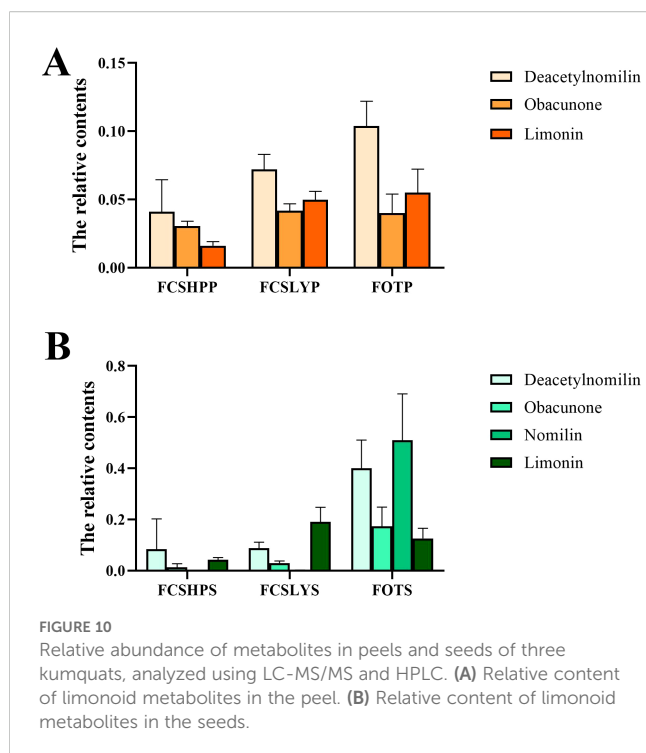 A
The relative contents
0.15
0.10
0.05
0.00
FCSHPP FCSLYP FOTP
Deacetylnomilin
Obacunone
Limonin
B
The relative contents
0.8
0.6
0.4
0.2
0.0
FCSHPS FCSLYS FOTS
Deacetylnomilin
Obacunone
Nomilin
Limonin
FIGURE 10
Relative abundance of metabolites in peels and seeds of three
kumquats, analyzed using LC-MS/MS and HPLC. (A) Relative content
of limonoid metabolites in the peel. (B) Relative content of limonoid
metabolites in the seeds.